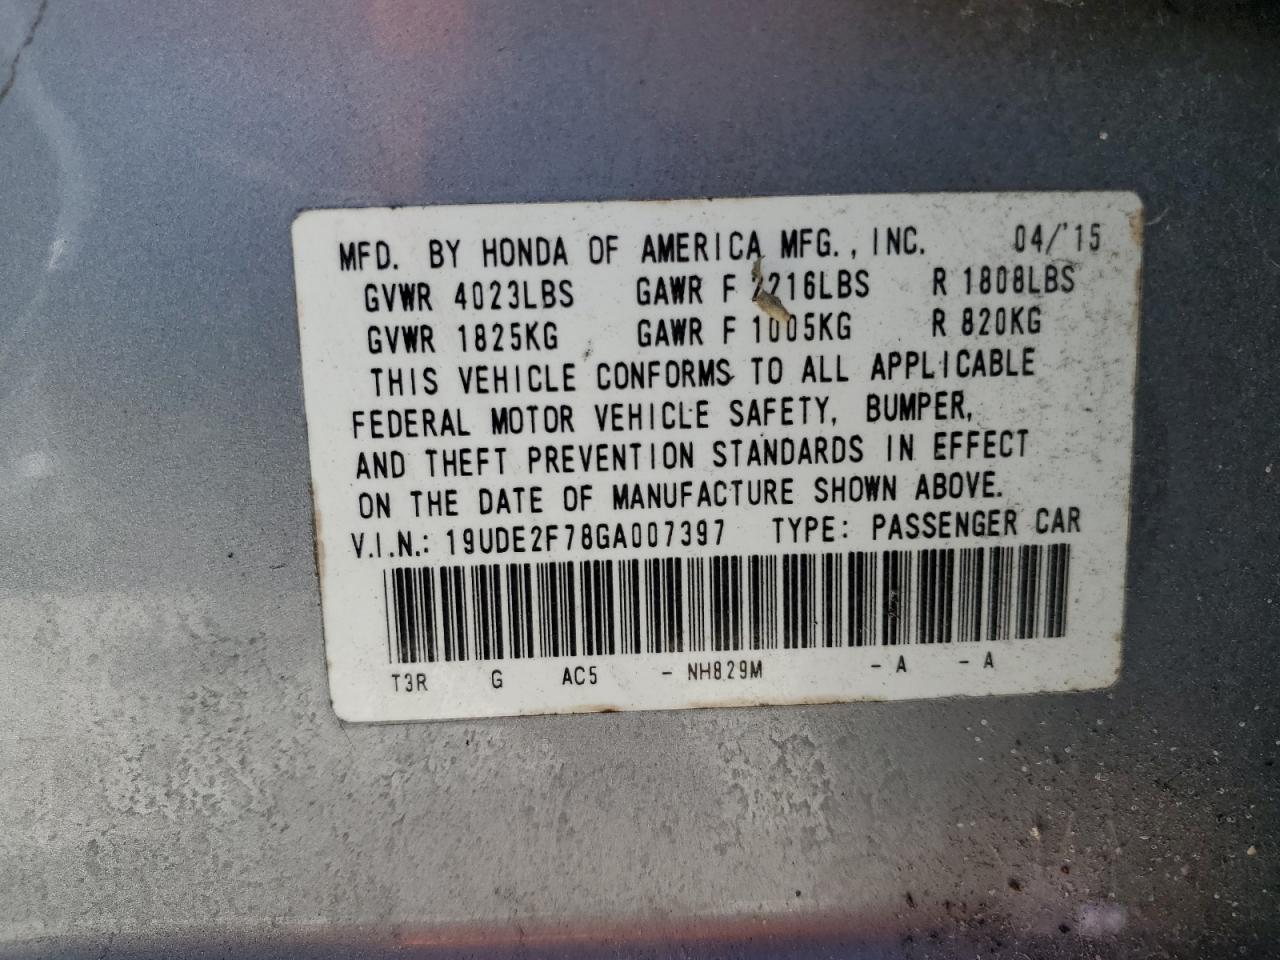 MFD. BY HONDA OF AMERICA MFG., INC. 04/'15
GVWR 4023LBS GAWR F 2216LBS R 1808LBS
GVWR 1825KG GAWR F 1005KG R 820KG
THIS VEHICLE CONFORMS TO ALL APPLICABLE
FEDERAL MOTOR VEHICLE SAFETY, BUMPER,
AND THEFT PREVENTION STANDARDS IN EFFECT
ON THE DATE OF MANUFACTURE SHOWN ABOVE.
V.I.N.: 19UDE2F78GA007397 TYPE: PASSENGER CAR
T3R G AC5 - NH829M - A - A